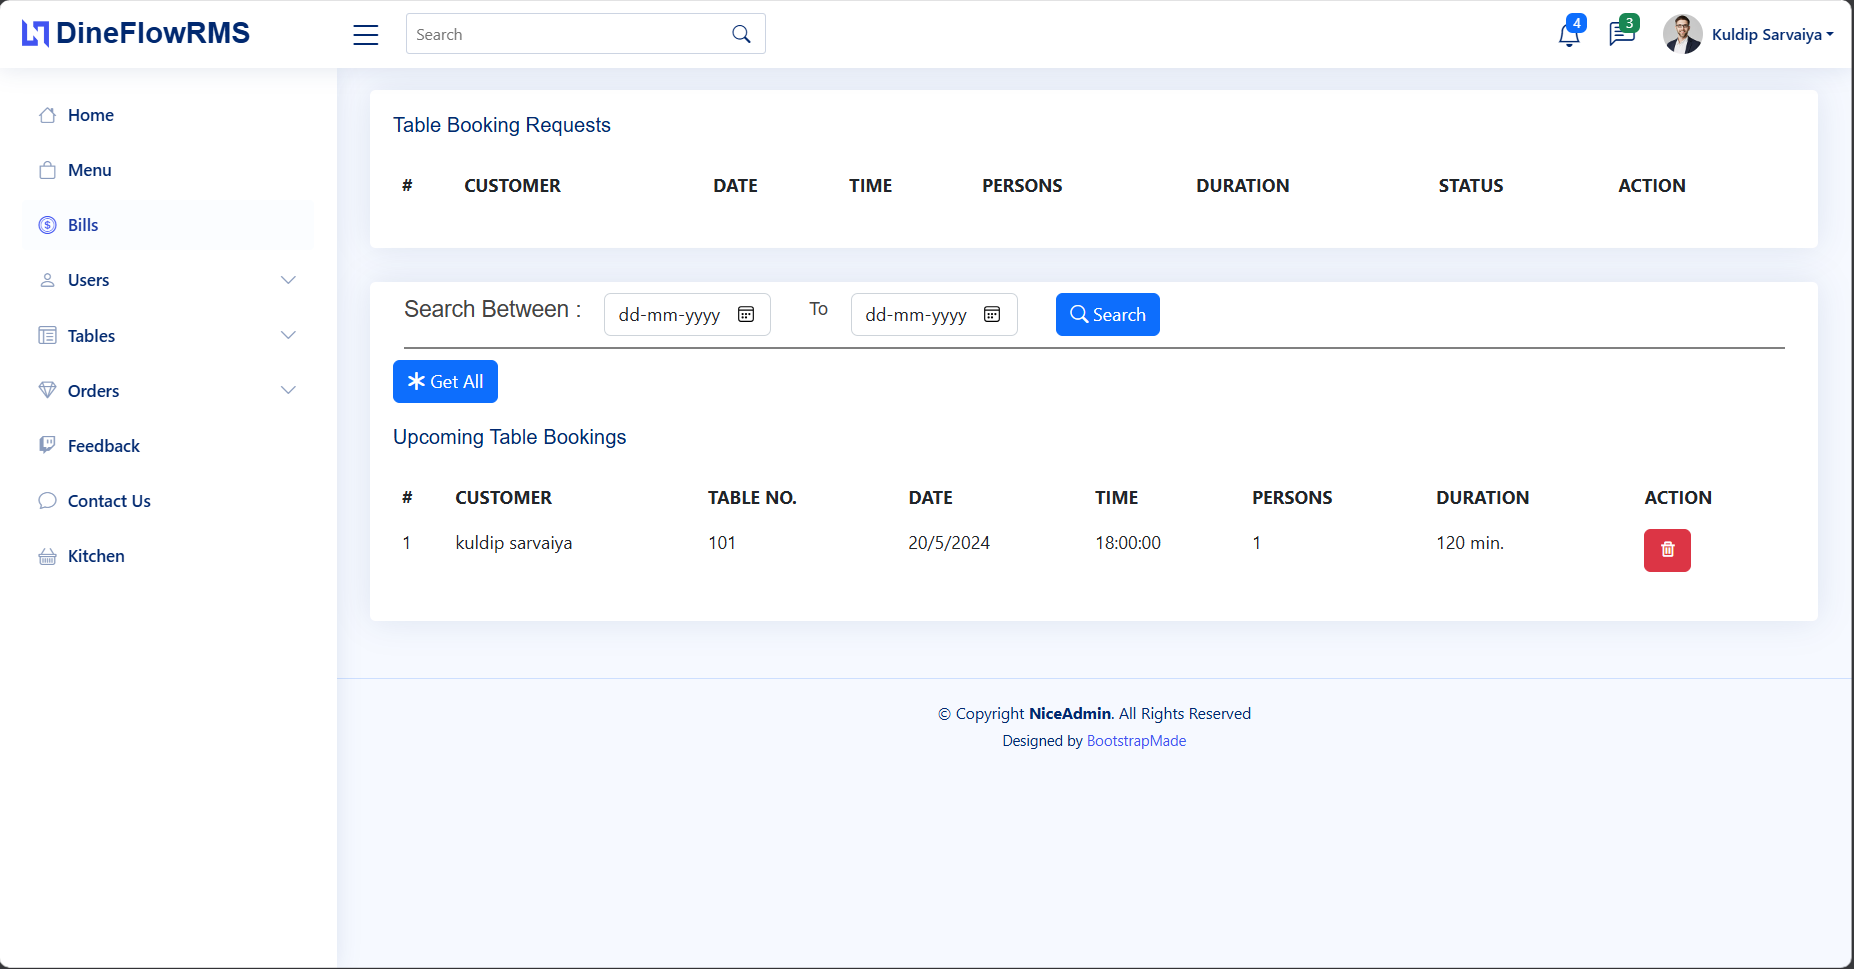 DineFlowRMS
Search
4
3
Kuldip Sarvaiya
Home
Menu
Bills
Users
Tables
Orders
Feedback
Contact Us
Kitchen
Table Booking Requests
# CUSTOMER DATE TIME PERSONS DURATION STATUS ACTION
Search Between : dd-mm-yyyy To dd-mm-yyyy Search
Get All
Upcoming Table Bookings
# CUSTOMER TABLE NO. DATE TIME PERSONS DURATION ACTION
1 kuldip sarvaiya 101 20/5/2024 18:00:00 1 120 min.
© Copyright NiceAdmin. All Rights Reserved
Designed by BootstrapMade